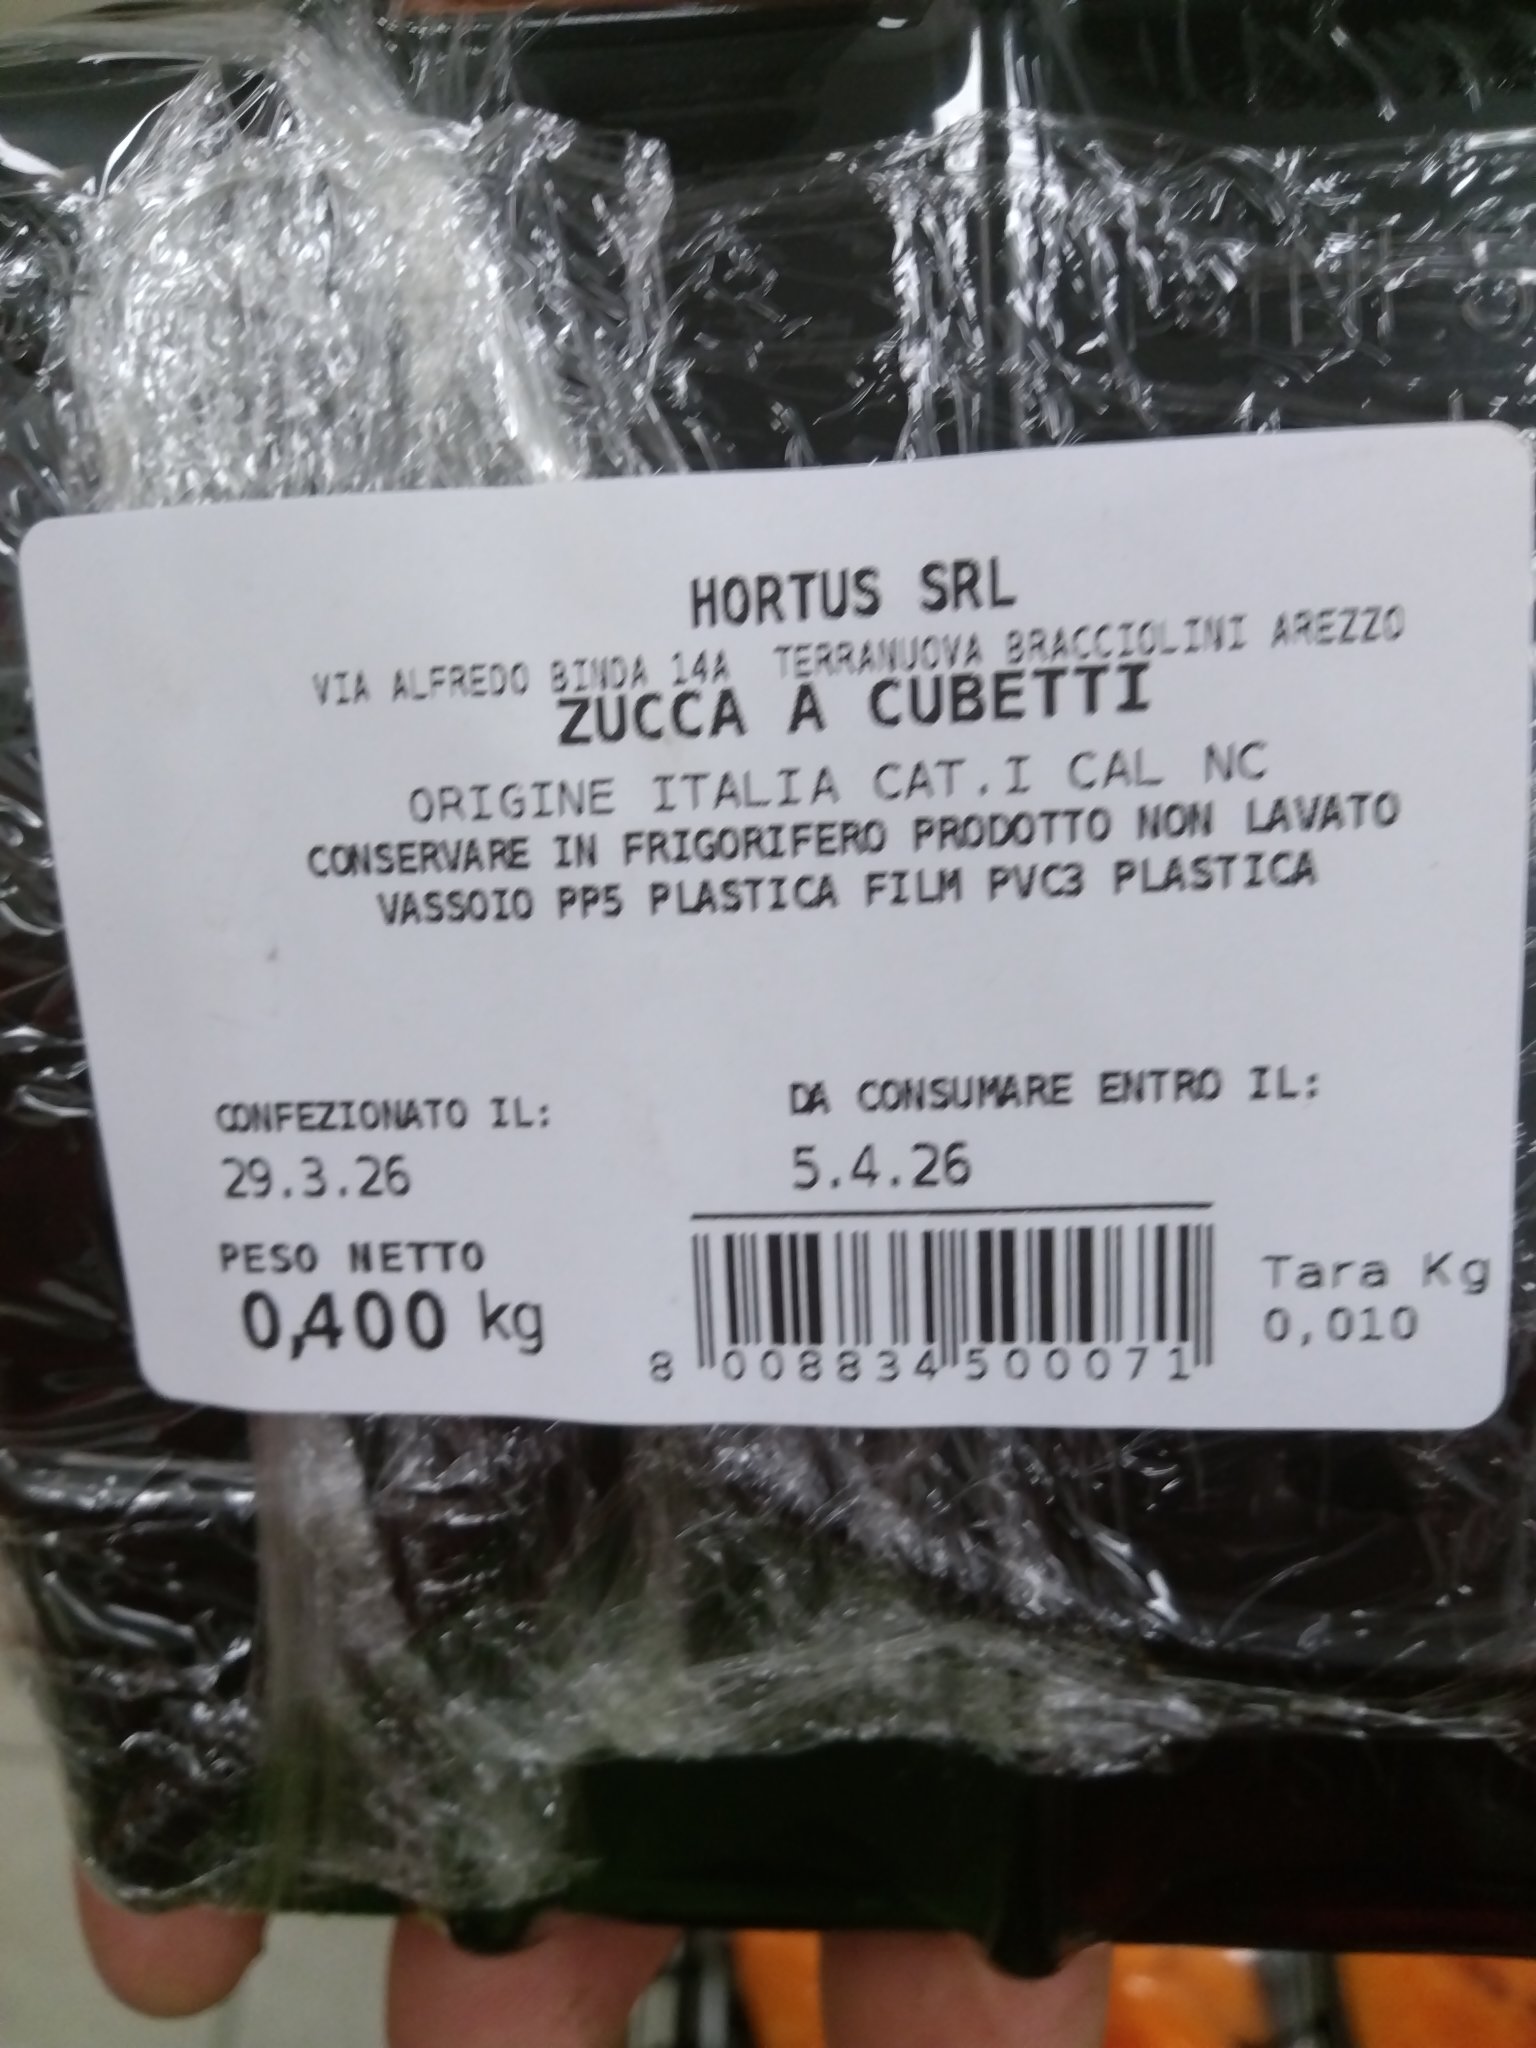 HORTUS SRL
VIA ALFREDO BINDA 14A TERRANUOVA BRACCIOLINI AREZZO
ZUCCA A CUBETTI
ORIGINE ITALIA CAT.I CAL NC
CONSERVARE IN FRIGORIFERO PRODOTTO NON LAVATO
VASSOIO PP5 PLASTICA FILM PVC3 PLASTICA
CONFEZIONATO IL:
29.3.26
DA CONSUMARE ENTRO IL:
5.4.26
PESO NETTO
0,400 kg
8 008834 500071
Tara Kg
0,010